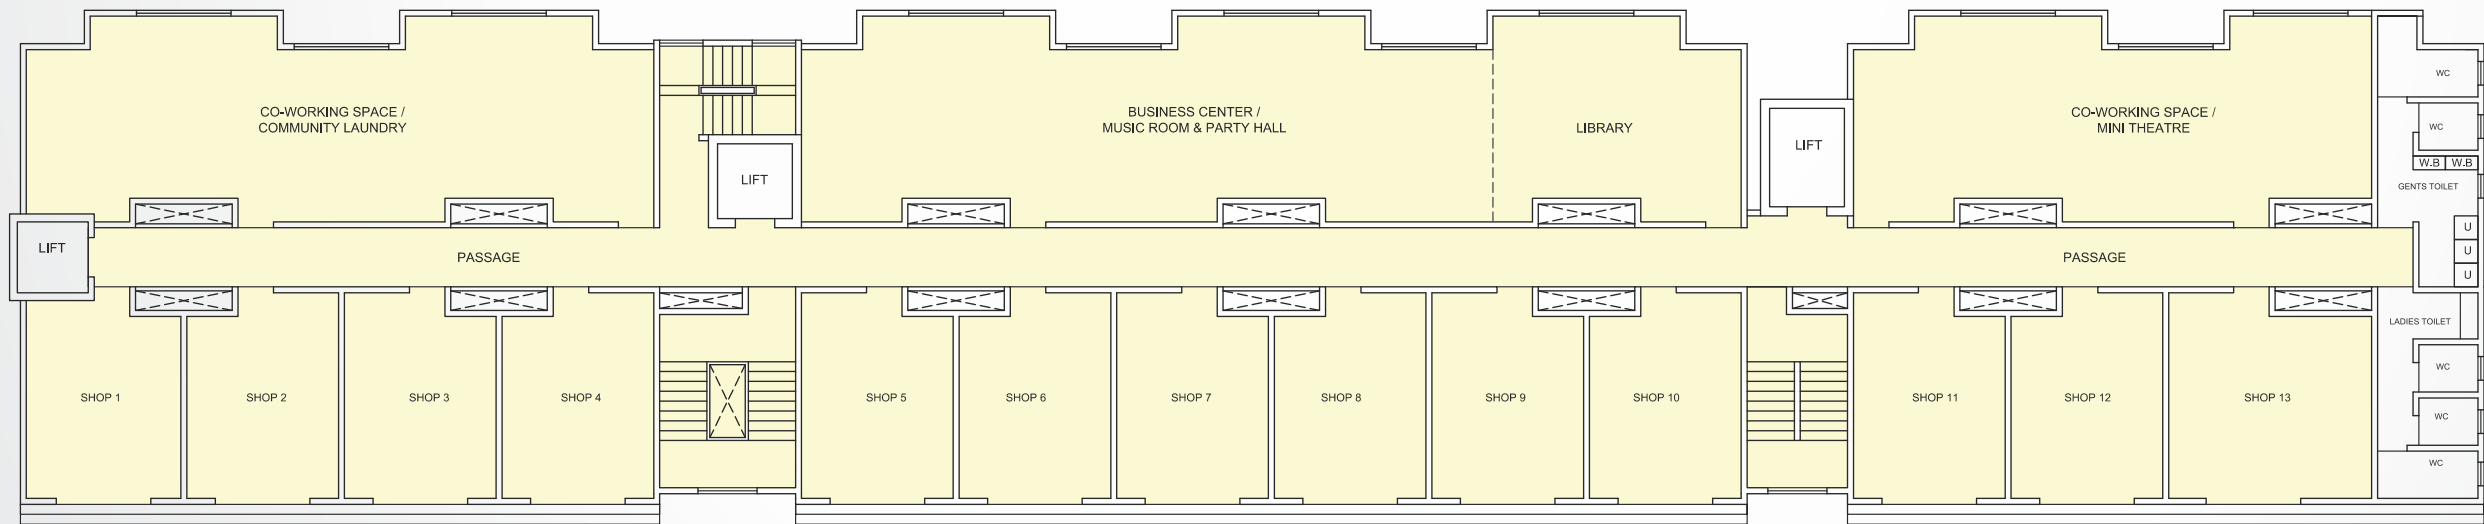 CO-WORKING SPACE /
COMMUNITY LAUNDRY
BUSINESS CENTER /
MUSIC ROOM & PARTY HALL
LIBRARY
CO-WORKING SPACE /
MINI THEATRE
WC
WC
W.B W.B
GENTS TOILET
LIFT
LIFT
LIFT
U
U
U
PASSAGE
PASSAGE
LADIES TOILET
WC
WC
WC
SHOP 1
SHOP 2
SHOP 3
SHOP 4
SHOP 5
SHOP 6
SHOP 7
SHOP 8
SHOP 9
SHOP 10
SHOP 11
SHOP 12
SHOP 13